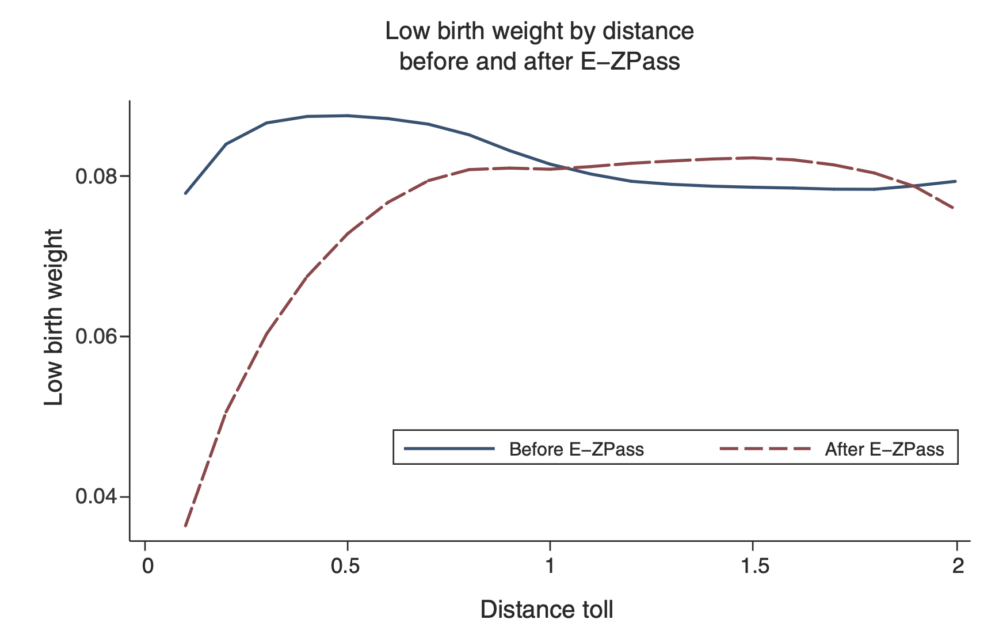 Low birth weight by distance
before and after E–ZPass
Low birth weight
0.08
0.06
0.04
Before E–ZPass
After E–ZPass
0
0.5
1
1.5
2
Distance toll